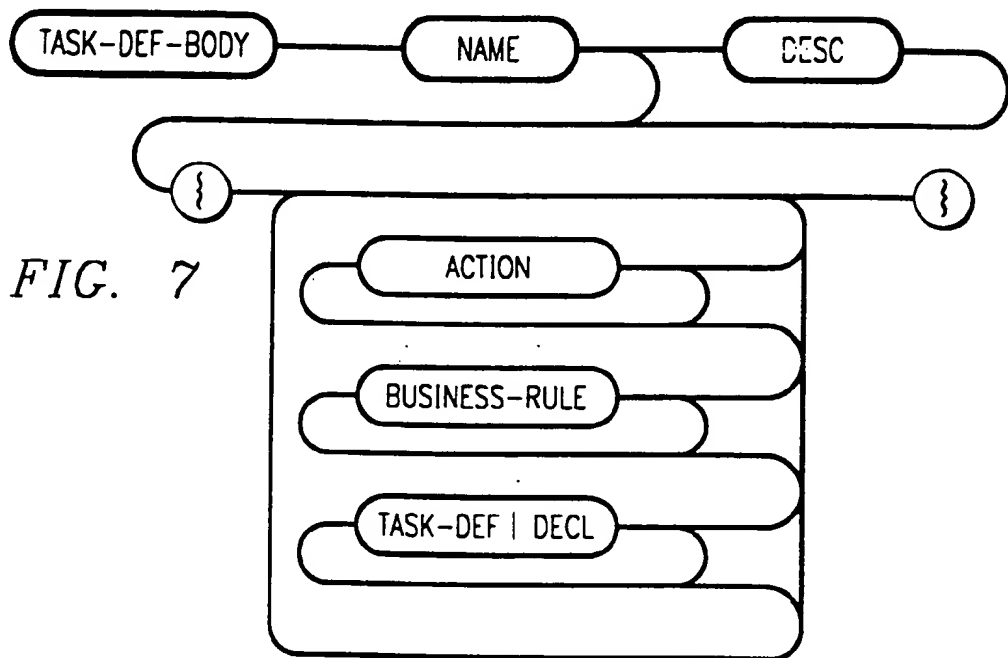 TASK-DEF-BODY NAME DESC
{ }
FIG. 7
ACTION
BUSINESS-RULE
TASK-DEF | DECL